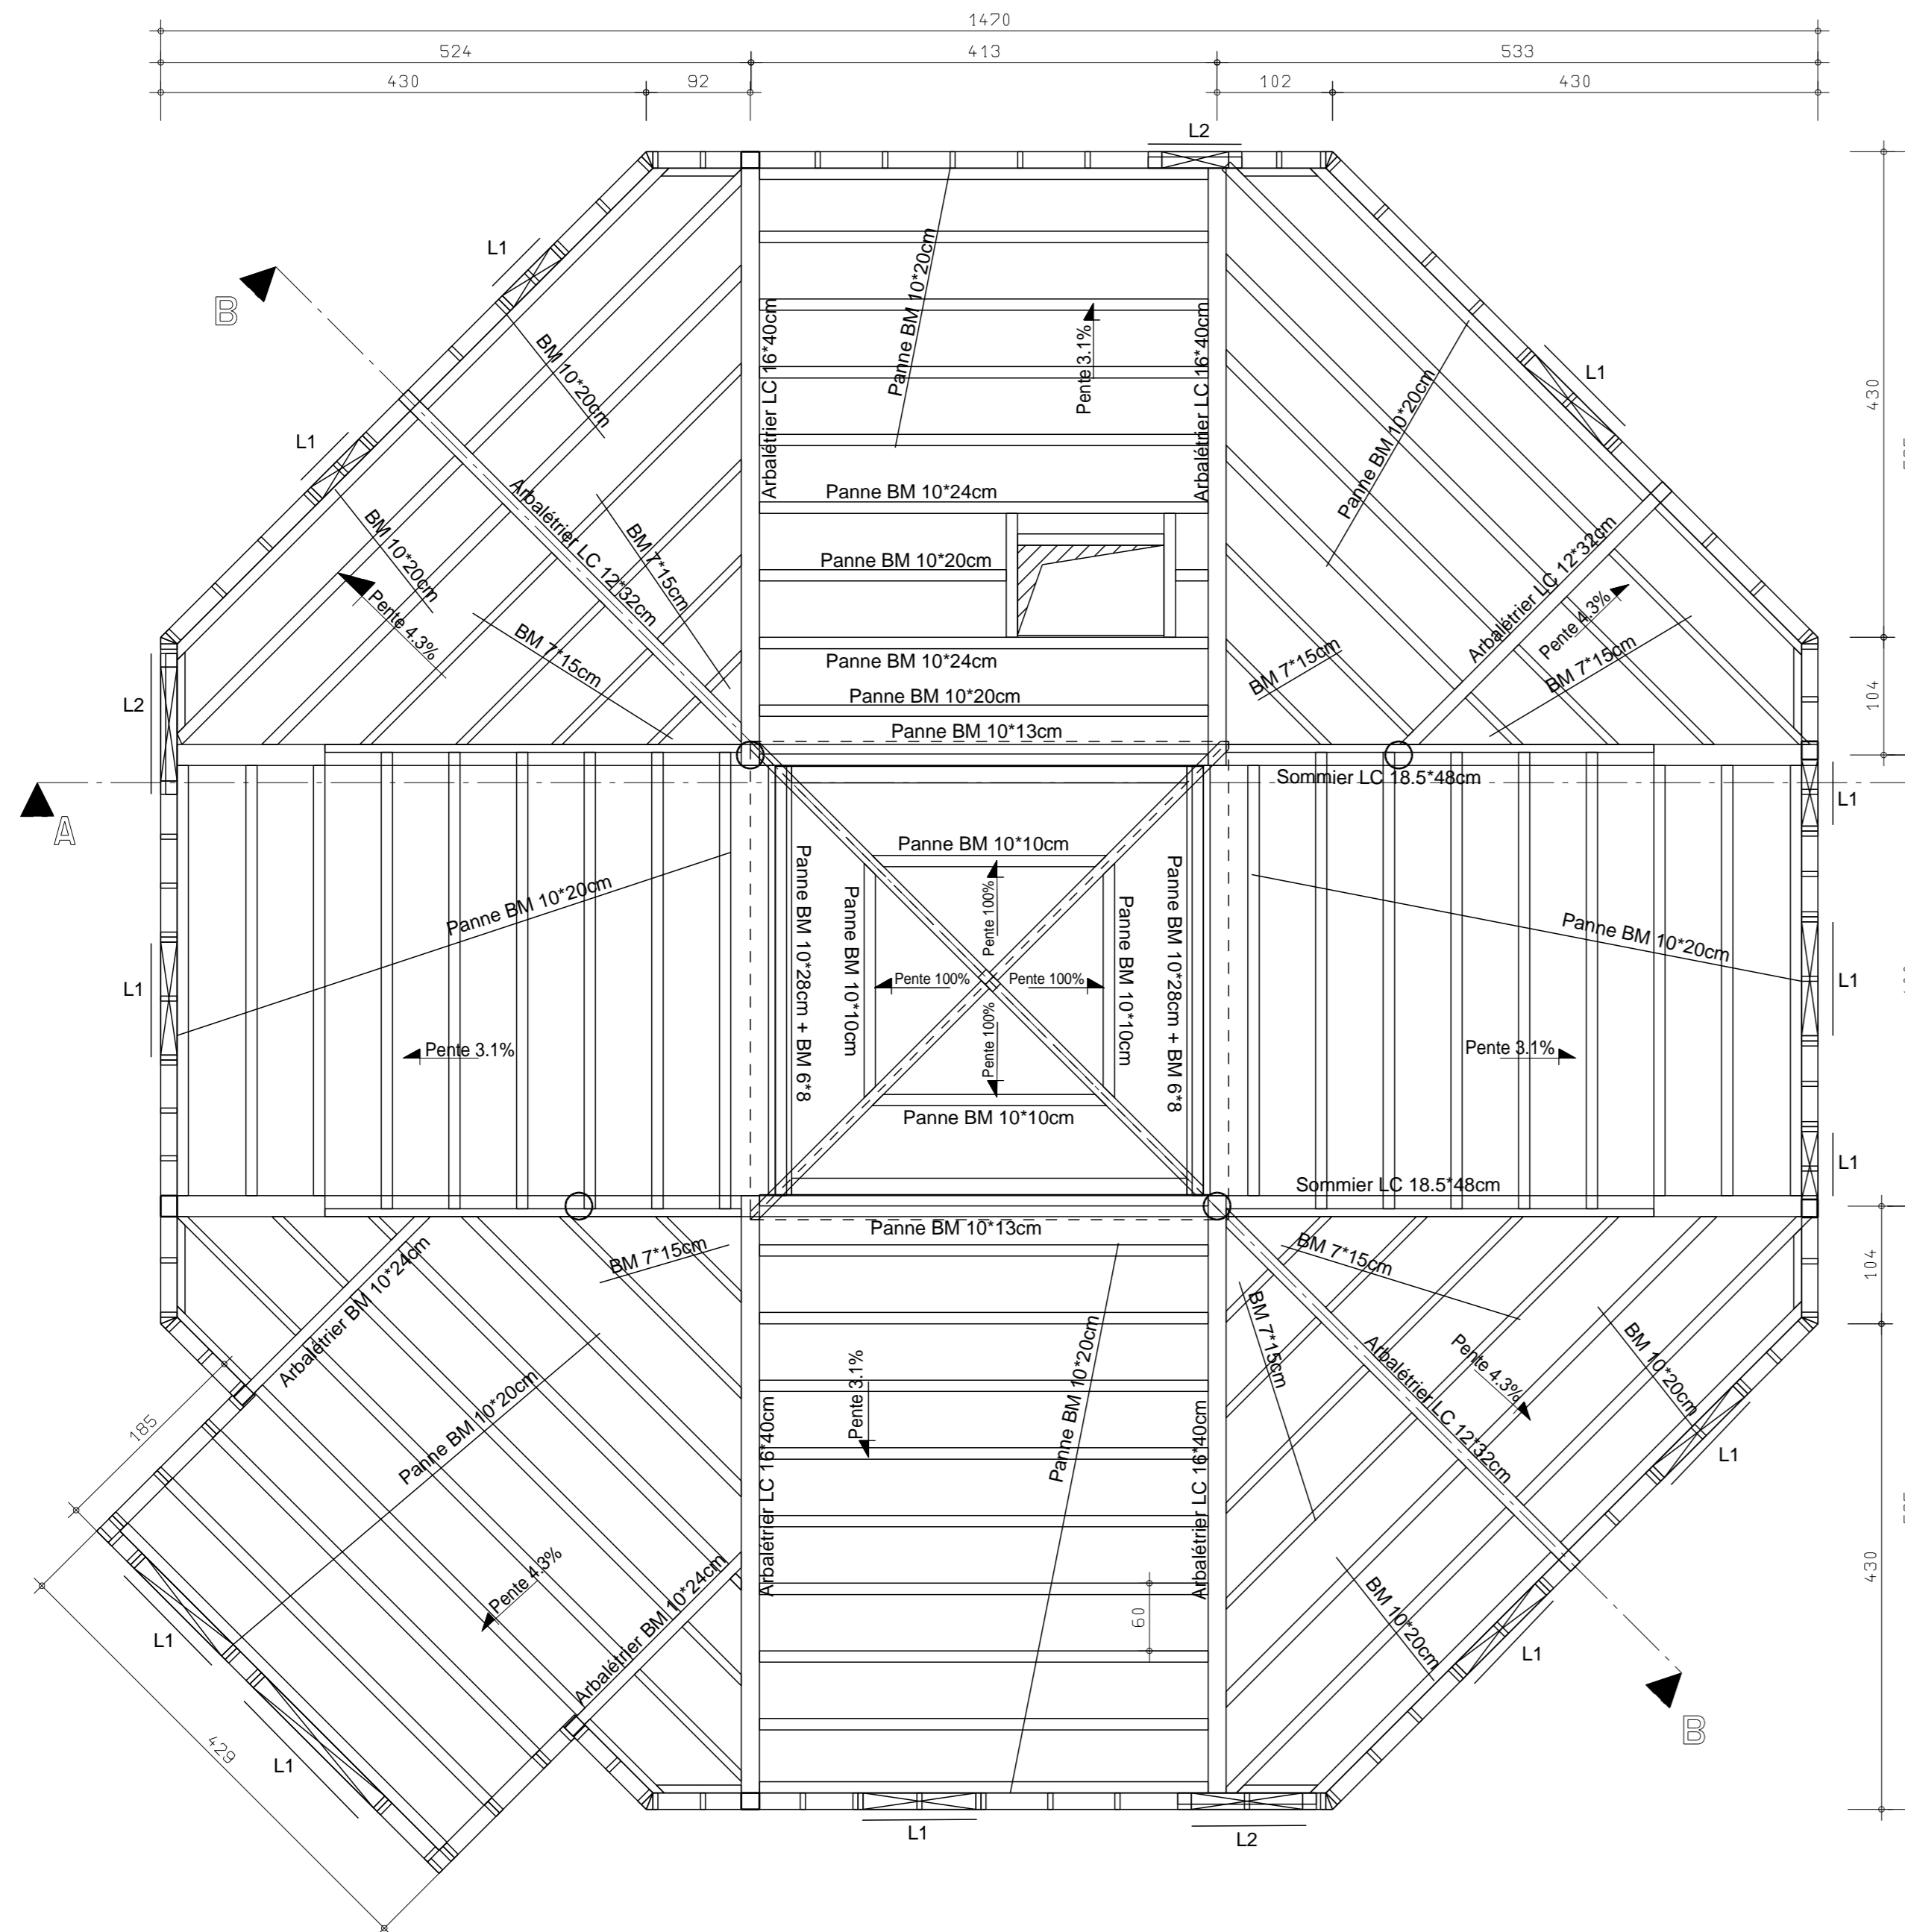 1470
524
413
533
430
92
102
430
L2
L1
B
BM 10*20cm
Panne BM 10*20cm
Arbalétrier LC 16*40cm
Pente 3.1%
Arbalétrier LC 16*40cm
Panne BM 10*20cm
L1
430
L1
BM 10*20cm
Arbalétrier LC 12*32cm
BM 7*15cm
Panne BM 10*24cm
Panne BM 10*20cm
Arbalétrier LC 12*32cm
Pente 4.3%
BM 7*15cm
Panne BM 10*24cm
Panne BM 10*20cm
Panne BM 10*13cm
BM 7*15cm
Pente 4.3%
BM 7*15cm
L2
104
A
Sommier LC 18.5*48cm
L1
Panne BM 10*20cm
Panne BM 10*28cm + BM 6*8
Panne BM 10*10cm
Panne BM 10*10cm
Pente 100%
Pente 100%
Pente 100%
Pente 100%
Panne BM 10*10cm
Panne BM 10*10cm
Panne BM 10*28cm + BM 6*8
Panne BM 10*20cm
L1
L1
Pente 3.1%
Pente 3.1%
L1
Sommier LC 18.5*48cm
Panne BM 10*13cm
BM 7*15cm
BM 7*15cm
104
Arbalétrier BM 10*24cm
BM 7*15cm
Panne BM 10*20cm
Pente 3.1%
Panne BM 10*20cm
Arbalétrier LC 12*32cm
Pente 4.3%
BM 10*20cm
185
Arbalétrier LC 16*40cm
Arbalétrier LC 16*40cm
L1
Pente 4.3%
Arbalétrier BM 10*24cm
60
BM 10*20cm
430
L1
L1
B
429
L1
L1
L2